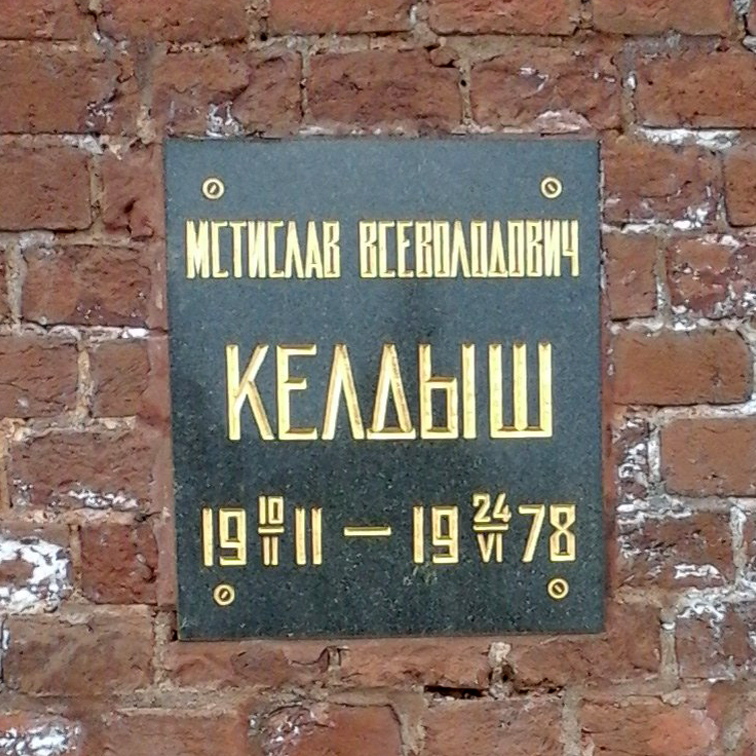 МСТИСЛАВ ВСЕВОЛОДОВИЧ
КЕЛДЫШ
19 10/II 11 — 19 24/VI 78